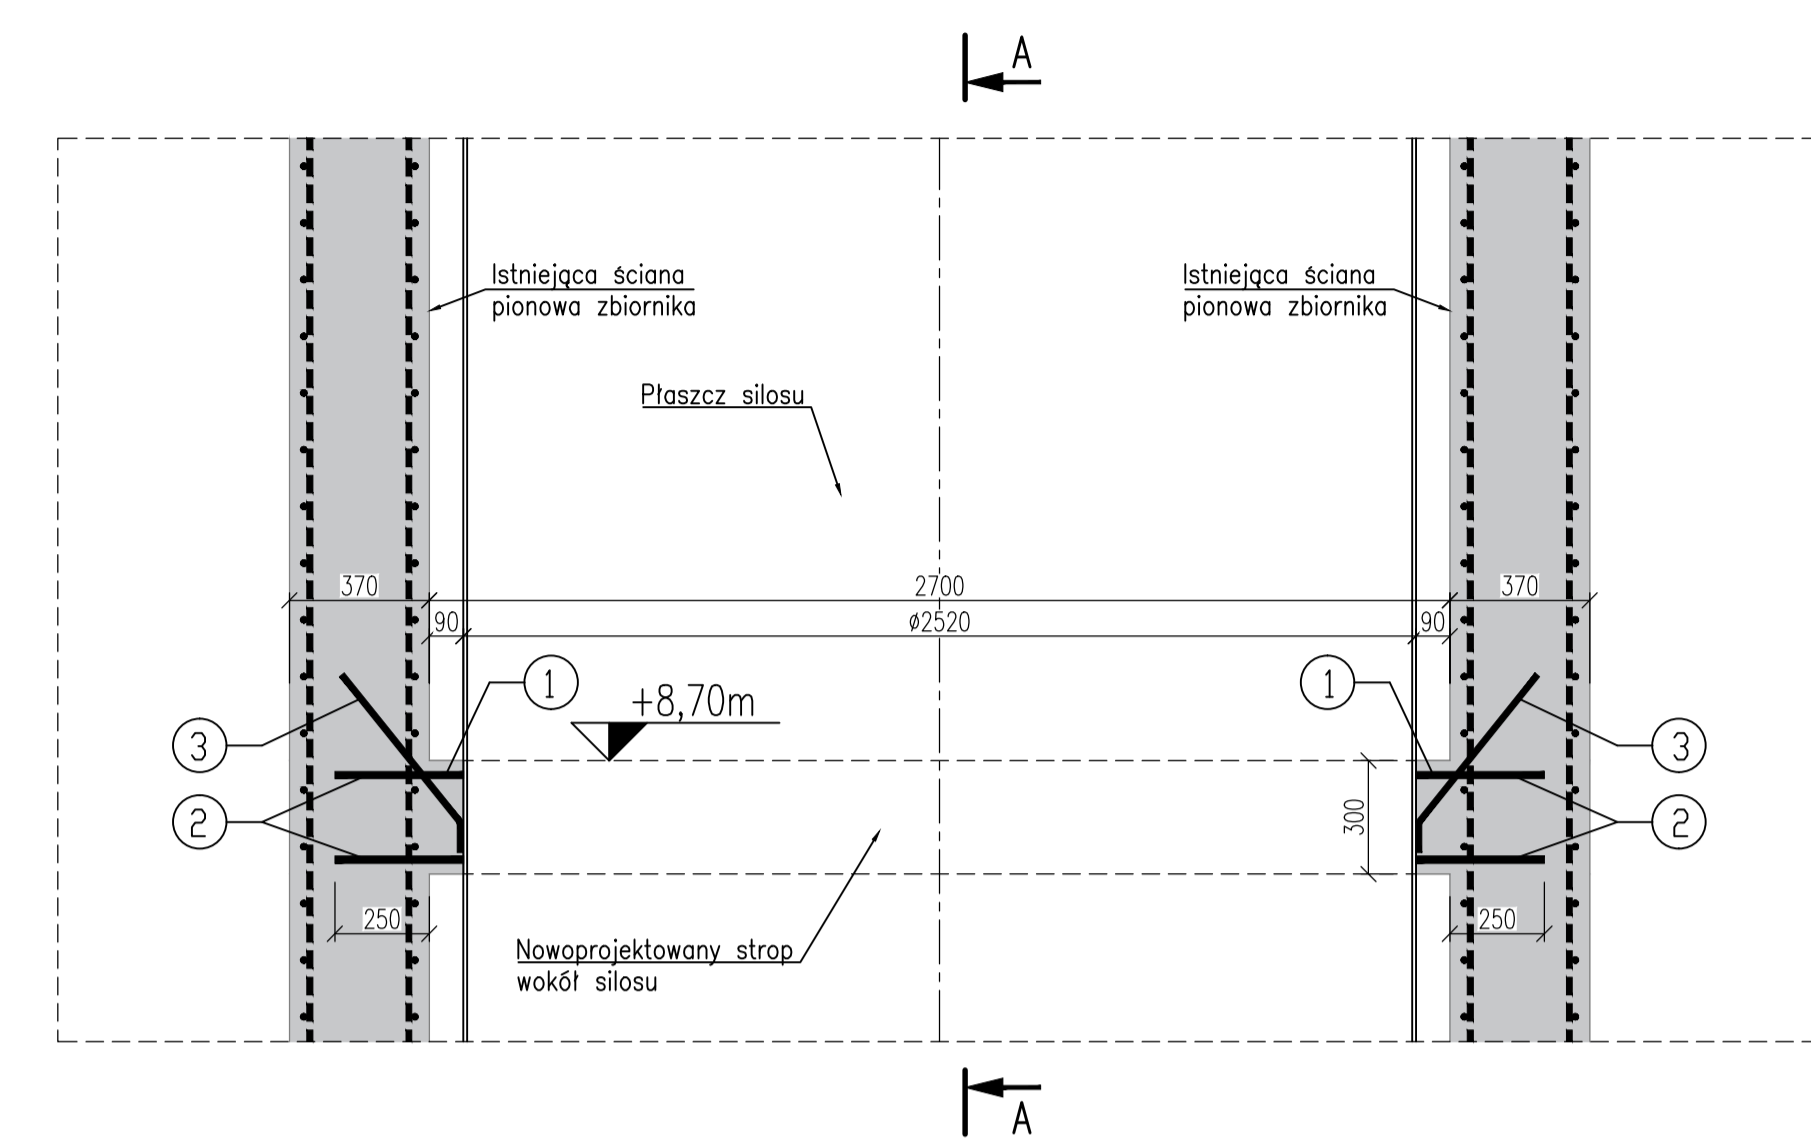 A
Istniejąca ściana
pionowa zbiornika
Istniejąca ściana
pionowa zbiornika
Płaszcz silosu
370
2700
370
90
ø2520
90
1
+8,70m
1
3
3
2
2
300
250
250
Nowoprojektowany strop
wokół silosu
A